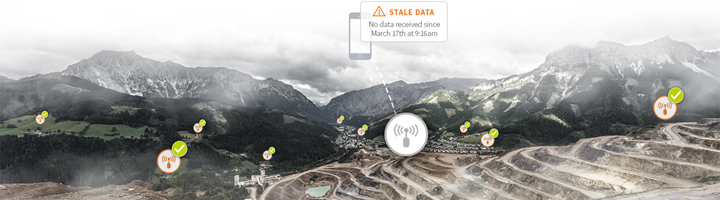 STALE DATA
No data received since
March 17th at 9:16am